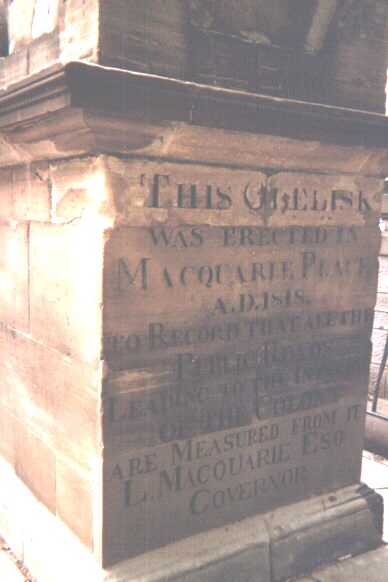 THIS OBELISK
WAS ERECTED IN
MACQUARIE PLACE
A.D.1818.
TO RECORD THAT ALL THE
PUBLIC ROADS
LEADING TO THE INTERIOR
OF THE COLONY
ARE MEASURED FROM IT
L. MACQUARIE ESQ
GOVERNOR